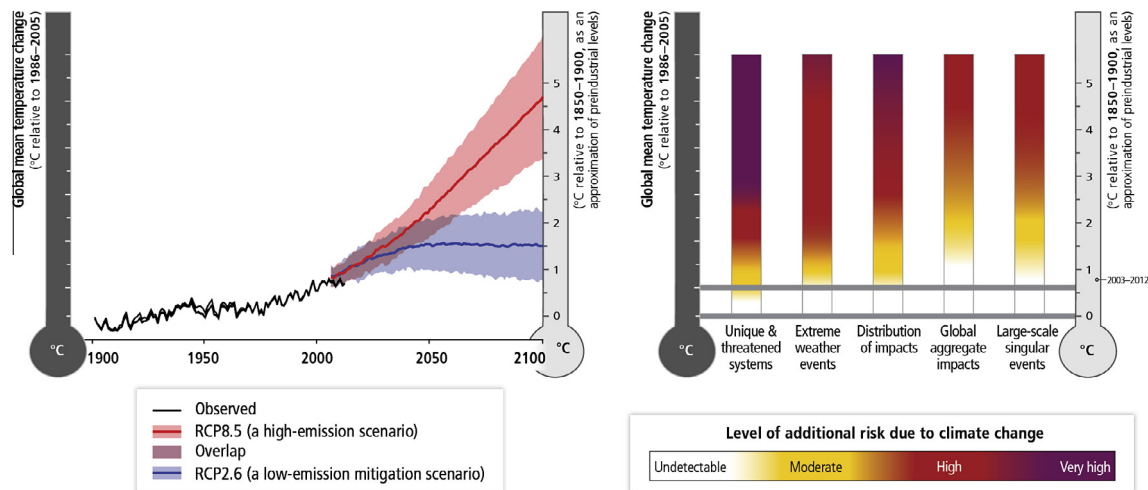 Global mean temperature change
(°C relative to 1986–2005)
(°C relative to 1850–1900, as an
approximation of preindustrial levels)
5
4
3
2
1
0
°C
°C
1900
1950
2000
2050
2100
Observed
RCP8.5 (a high-emission scenario)
Overlap
RCP2.6 (a low-emission mitigation scenario)
Global mean temperature change
(°C relative to 1986–2005)
(°C relative to 1850–1900, as an
approximation of preindustrial levels)
5
4
3
2
1
0
2003–2012
°C
°C
Unique &
threatened
systems
Extreme
weather
events
Distribution
of impacts
Global
aggregate
impacts
Large-scale
singular
events
Level of additional risk due to climate change
Undetectable
Moderate
High
Very high